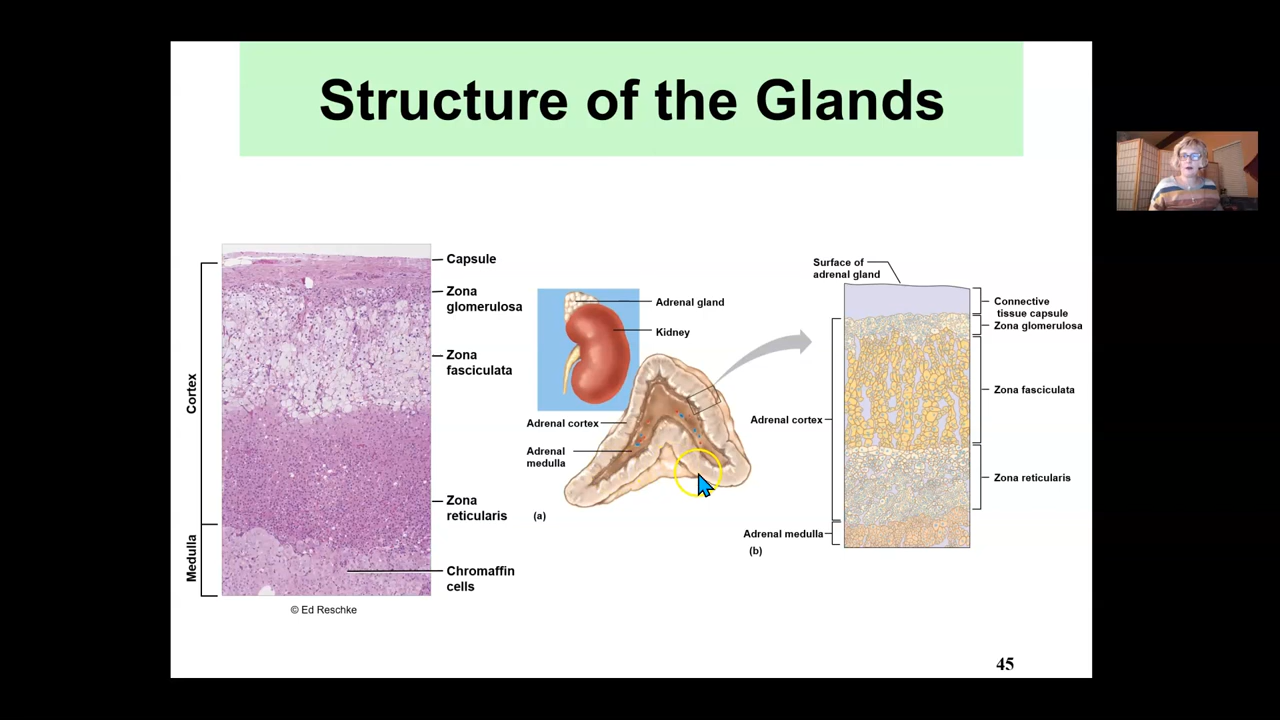 Structure of the Glands
Cortex
Medulla
Capsule
Zona
glomerulosa
Zona
fasciculata
Zona
reticularis
Chromaffin
cells
© Ed Reschke
Adrenal gland
Kidney
Adrenal cortex
Adrenal
medulla
(a)
Surface of
adrenal gland
Adrenal cortex
Adrenal medulla
(b)
Connective
tissue capsule
Zona glomerulosa
Zona fasciculata
Zona reticularis
45